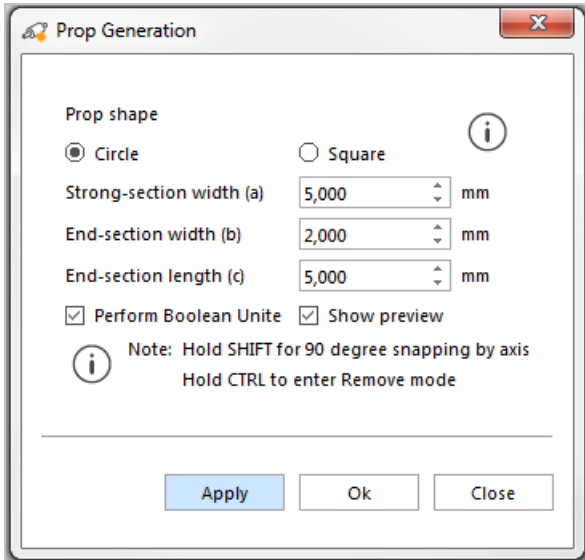 Prop Generation
Prop shape
Circle
Square
Strong-section width (a) 5,000 mm
End-section width (b) 2,000 mm
End-section length (c) 5,000 mm
Perform Boolean Unite Show preview
Note: Hold SHIFT for 90 degree snapping by axis
Hold CTRL to enter Remove mode
Apply Ok Close